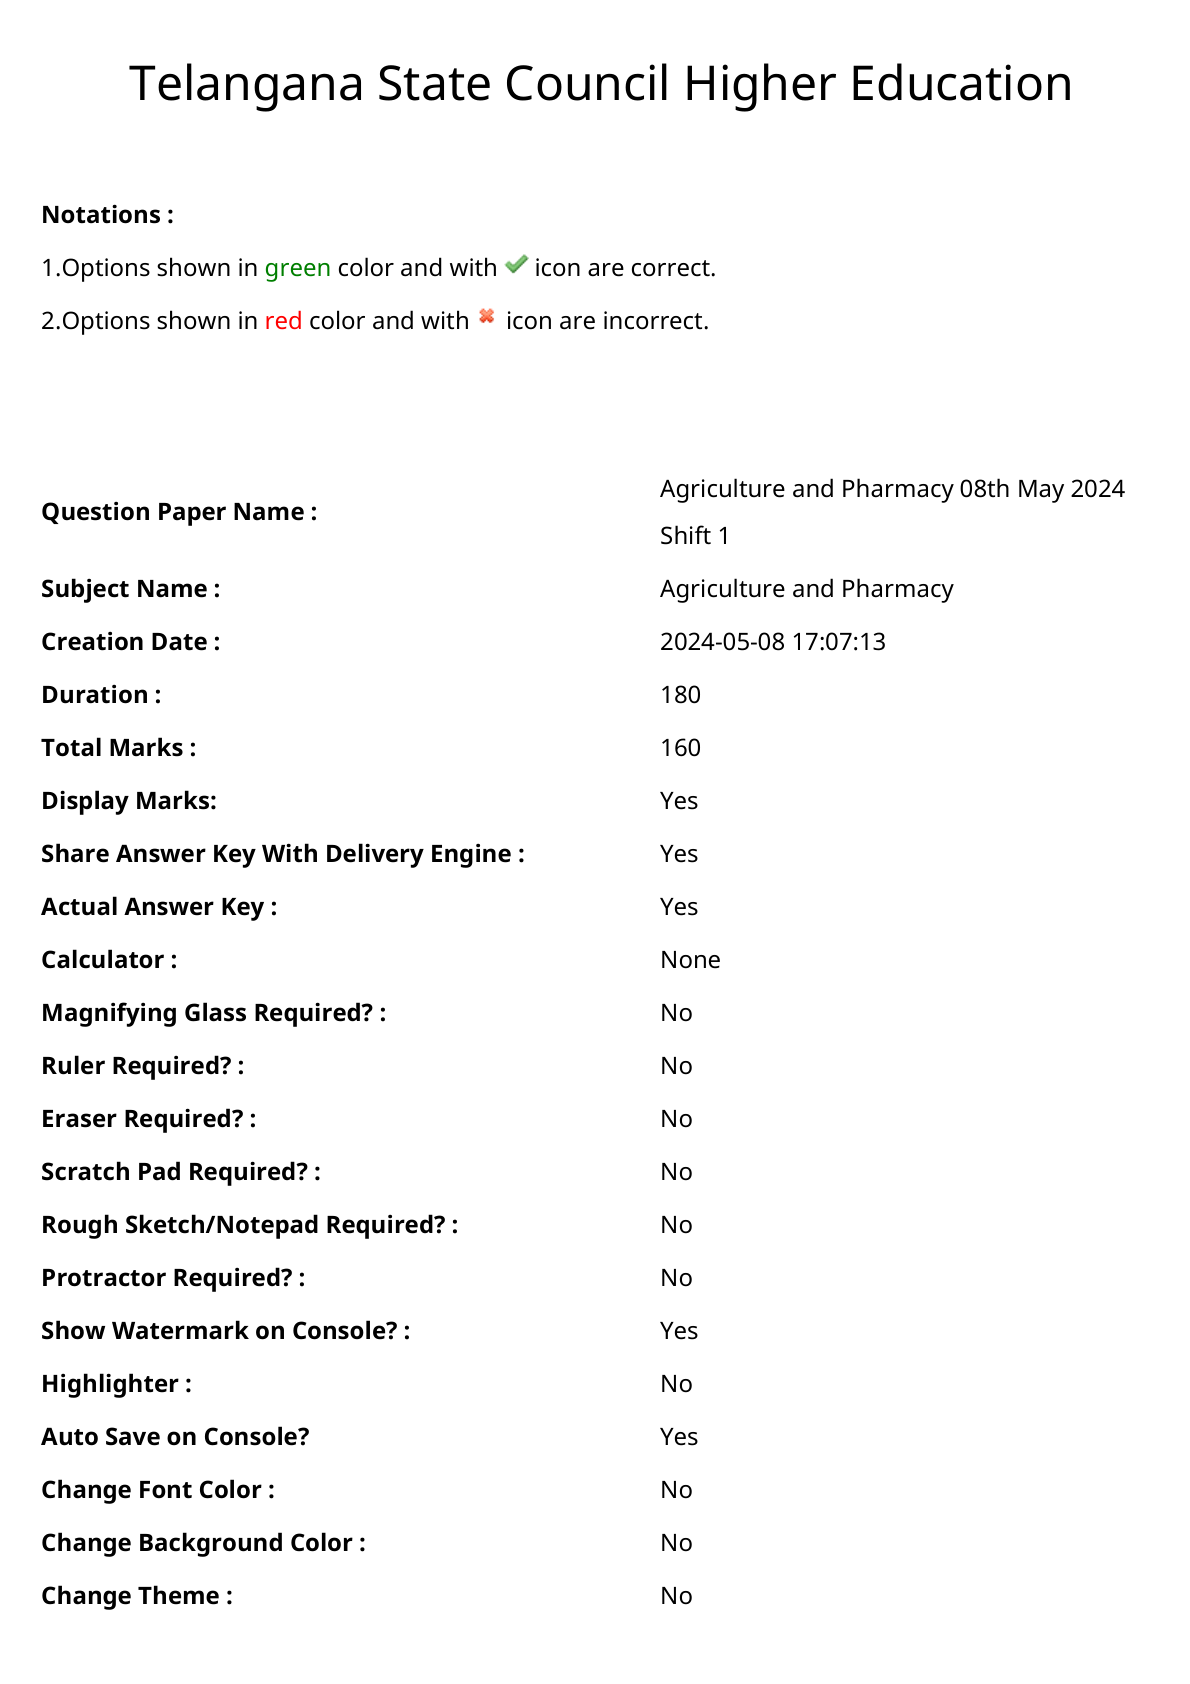 Telangana State Council Higher Education
Notations :
1.Options shown in green color and with icon are correct.
2.Options shown in red color and with icon are incorrect.
Question Paper Name : Agriculture and Pharmacy 08th May 2024
Shift 1
Subject Name : Agriculture and Pharmacy
Creation Date : 2024-05-08 17:07:13
Duration : 180
Total Marks : 160
Display Marks: Yes
Share Answer Key With Delivery Engine : Yes
Actual Answer Key : Yes
Calculator : None
Magnifying Glass Required? : No
Ruler Required? : No
Eraser Required? : No
Scratch Pad Required? : No
Rough Sketch/Notepad Required? : No
Protractor Required? : No
Show Watermark on Console? : Yes
Highlighter : No
Auto Save on Console? Yes
Change Font Color : No
Change Background Color : No
Change Theme : No